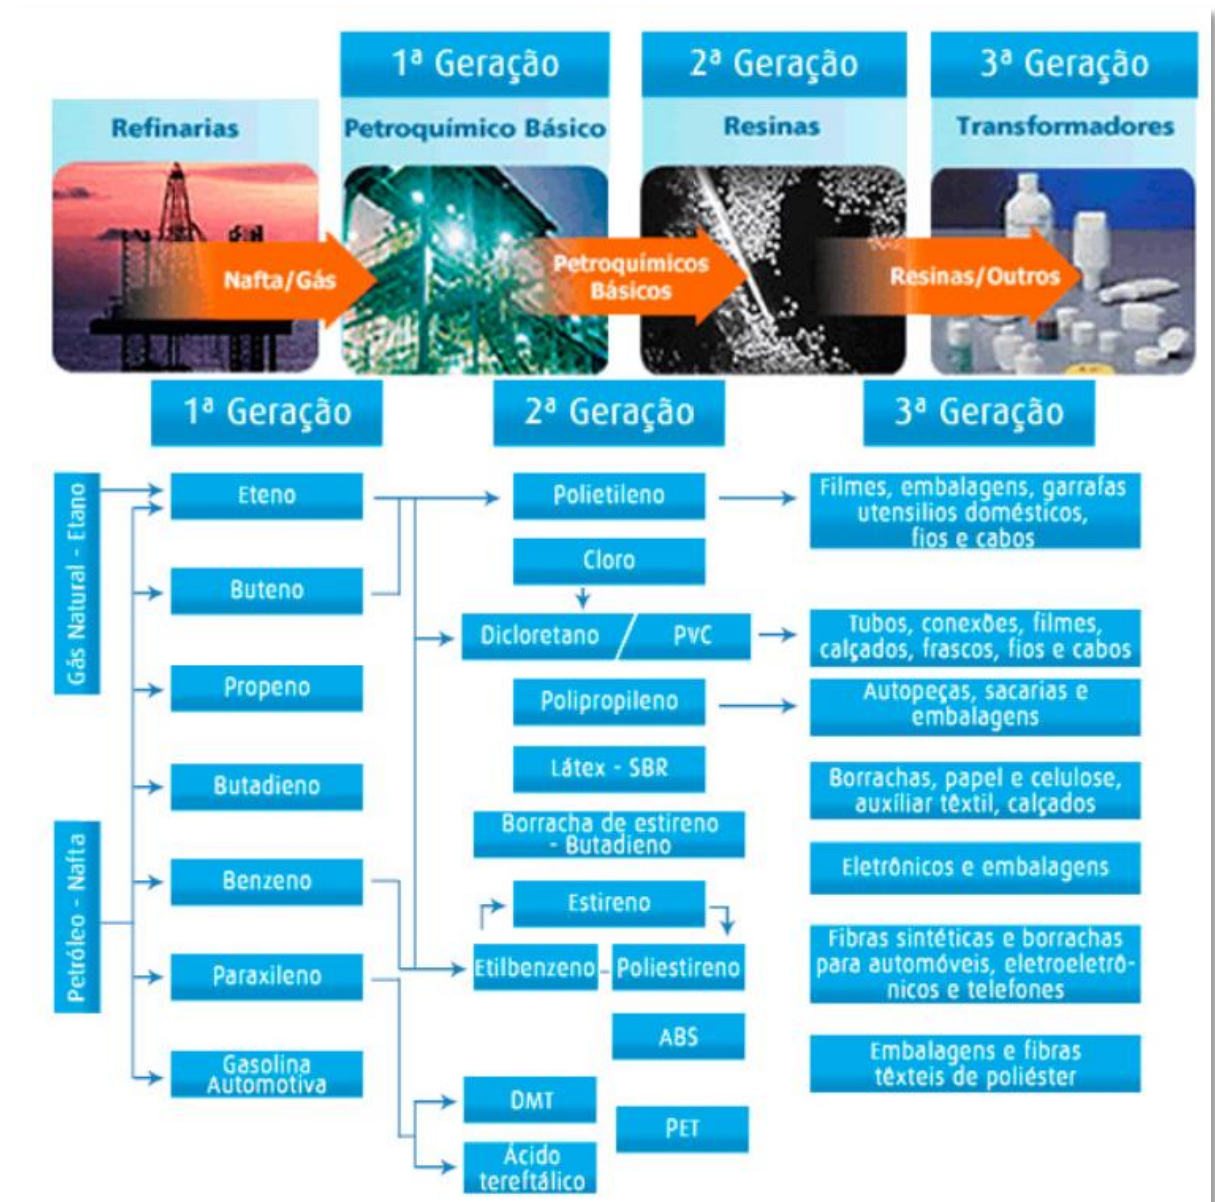 1ª Geração
2ª Geração
3ª Geração
Refinarias
Petroquímico Básico
Resinas
Transformadores
Nafta/Gás
Petroquímicos
Básicos
Resinas/Outros
1ª Geração
2ª Geração
3ª Geração
Gás Natural - Etano
Petróleo - Nafta
Eteno
Buteno
Propeno
Butadieno
Benzeno
Paraxileno
Gasolina
Automotiva
Polietileno
Cloro
Dicloretano / PVC
Polipropileno
Látex - SBR
Borracha de estireno
- Butadieno
Estireno
Etilbenzeno - Poliestireno
ABS
DMT
PET
Ácido
tereftálico
Filmes, embalagens, garrafas
utensilios domésticos,
fios e cabos
Tubos, conexões, filmes,
calçados, frascos, fios e cabos
Autopeças, sacarias e
embalagens
Borrachas, papel e celulose,
auxíliar têxtil, calçados
Eletrônicos e embalagens
Fibras sintéticas e borrachas
para automóveis, eletroeletrô-
nicos e telefones
Embalagens e fibras
têxteis de poliéster